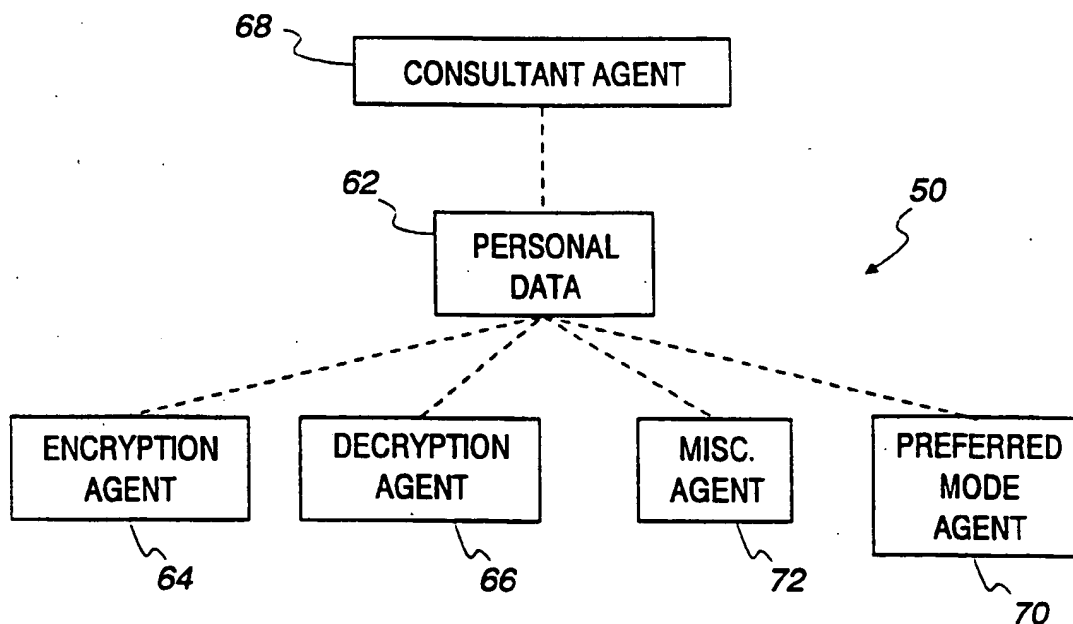 68
CONSULTANT AGENT
62
PERSONAL
DATA
50
ENCRYPTION
AGENT
DECRYPTION
AGENT
MISC.
AGENT
PREFERRED
MODE
AGENT
64
66
72
70